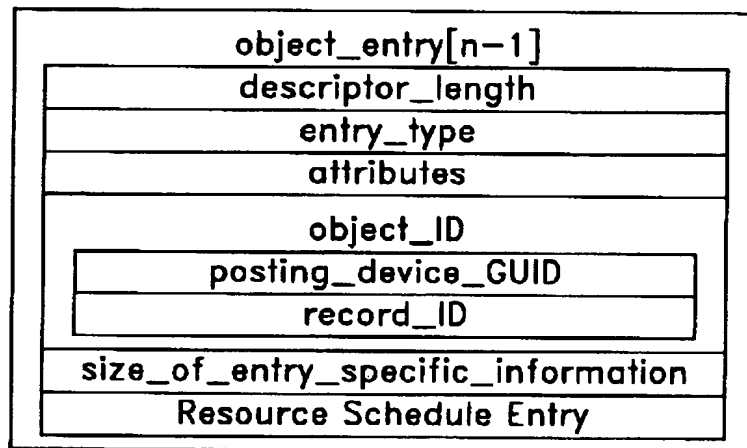 object_entry[n-1]
descriptor_length
entry_type
attributes
object_ID
posting_device_GUID
record_ID
size_of_entry_specific_information
Resource Schedule Entry